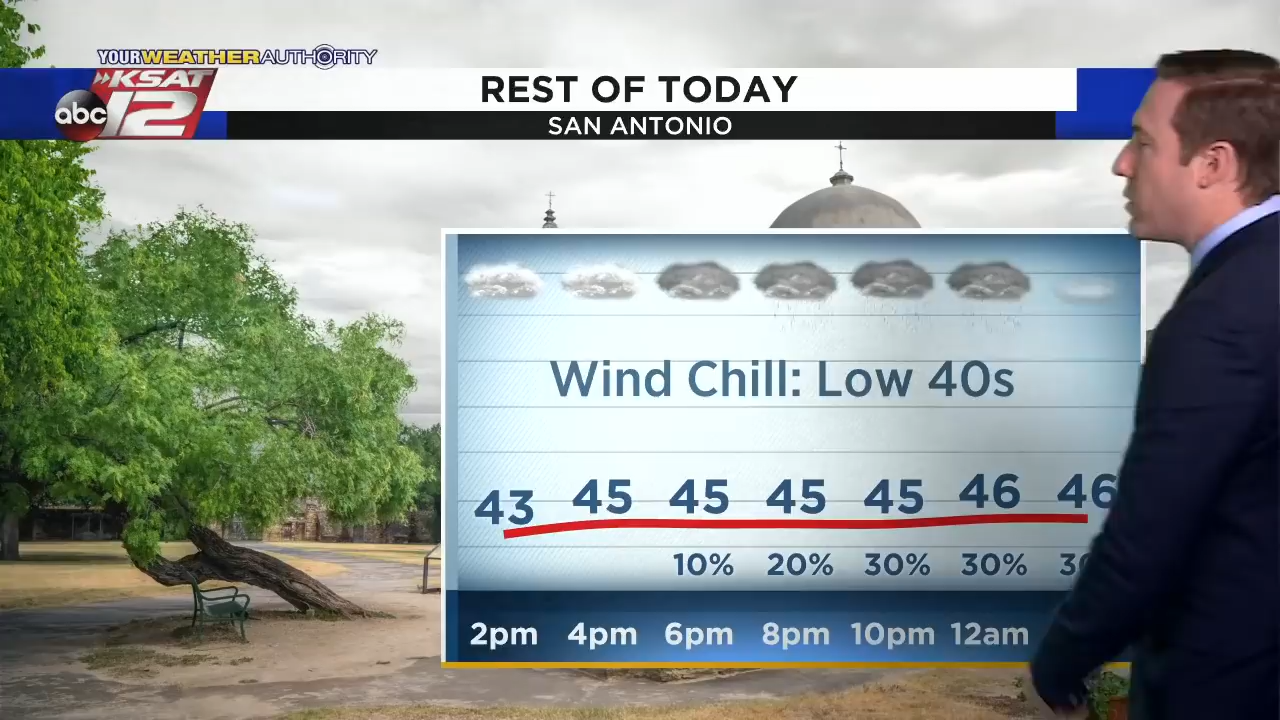 YOURWEATHERAUTHORITY
KSAT
abc 12
REST OF TODAY
SAN ANTONIO
Wind Chill: Low 40s
43 45 45 45 45 46 46
10% 20% 30% 30%
2pm 4pm 6pm 8pm 10pm 12am